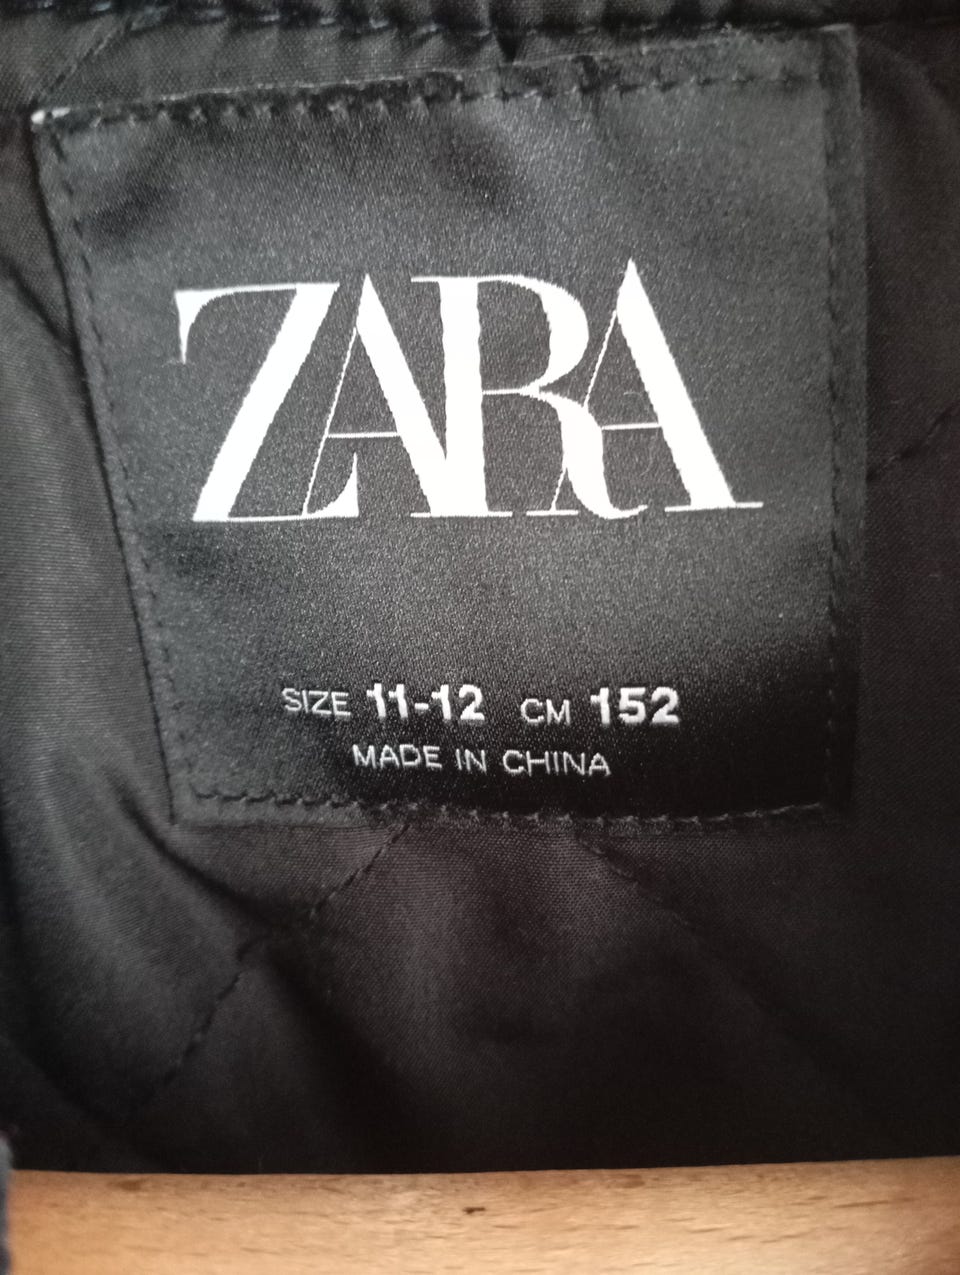 ZARA
SIZE 11-12 CM 152
MADE IN CHINA